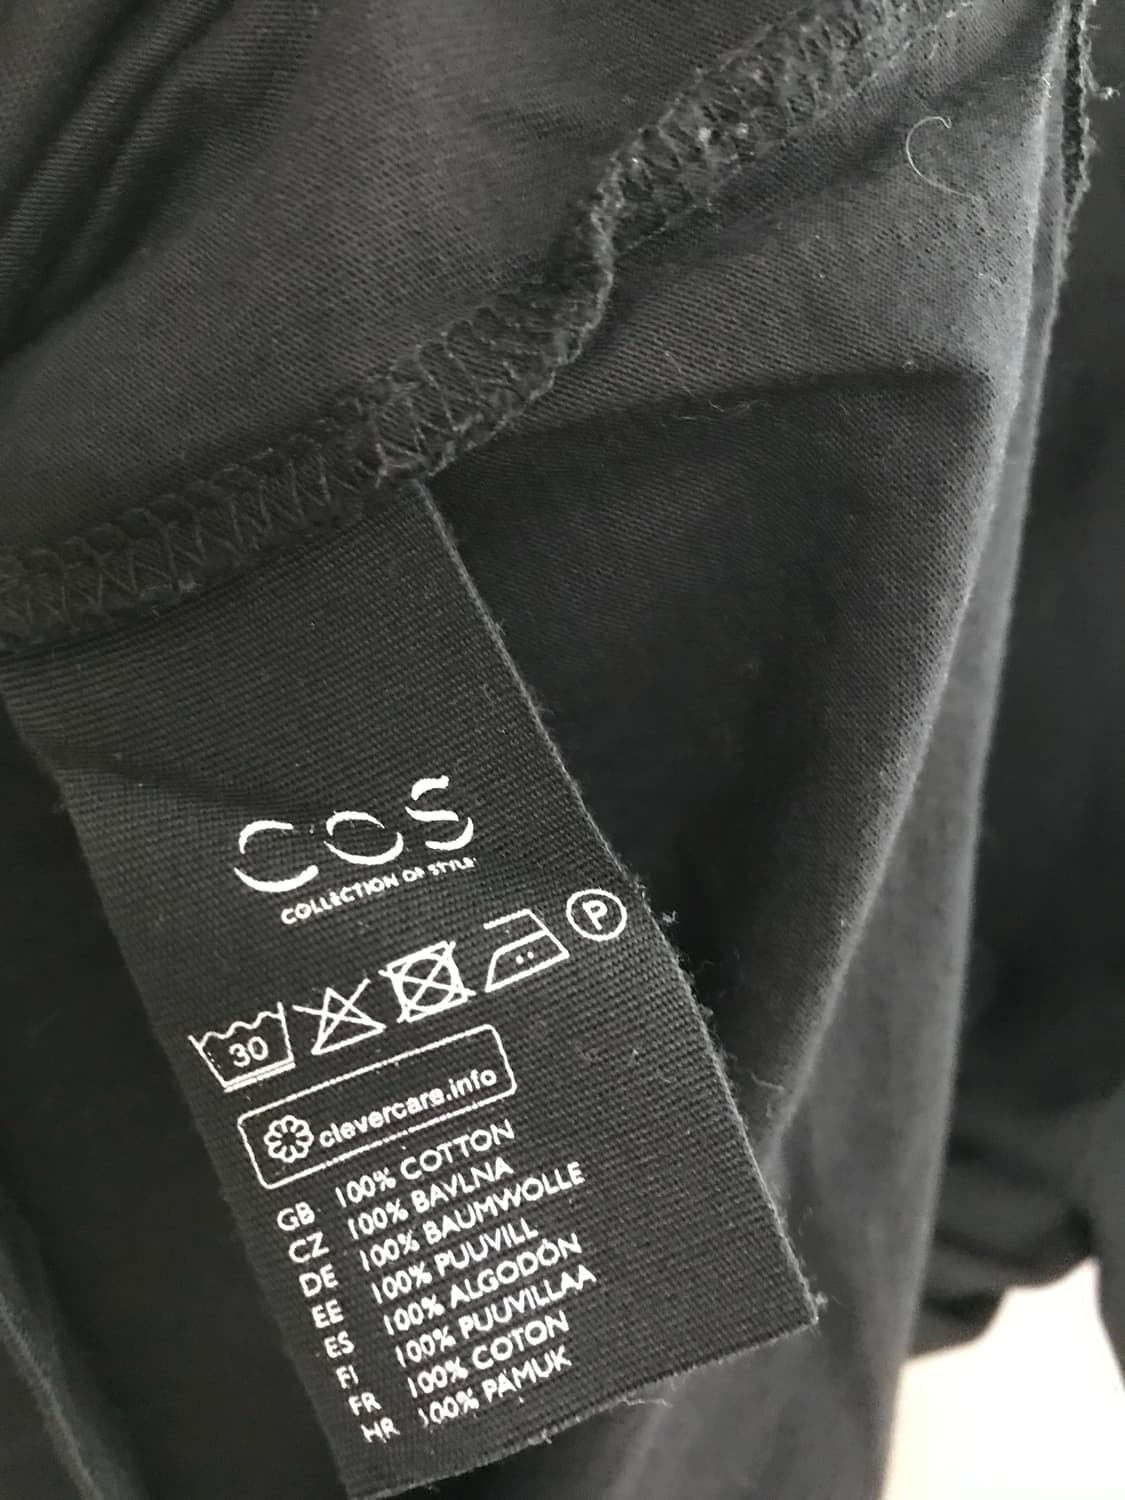 COS
COLLECTION OF STYLE
P
30
clevercare.info
GB 100% COTTON
CZ 100% BAVLNA
DE 100% BAUMWOLLE
EE 100% PUUVILL
ES 100% ALGODÓN
FI 100% PUUVILLAA
FR 100% COTON
HR 100% PAMUK